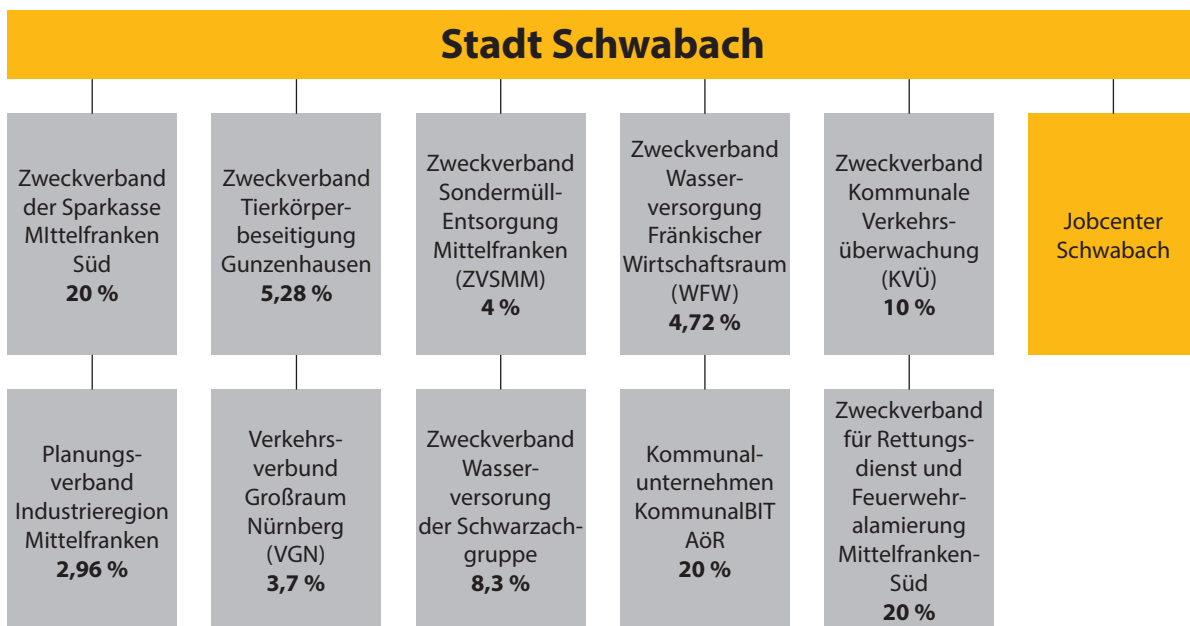 Stadt Schwabach
Zweckverband
der Sparkasse
MIttelfranken
Süd
20 %
Zweckverband
Tierkörper-
beseitigung
Gunzenhausen
5,28 %
Zweckverband
Sondermüll-
Entsorgung
Mittelfranken
(ZVSMM)
4 %
Zweckverband
Wasser-
versorgung
Fränkischer
Wirtschaftsraum
(WFW)
4,72 %
Zweckverband
Kommunale
Verkehrs-
überwachung
(KVÜ)
10 %
Jobcenter
Schwabach
Planungs-
verband
Industrieregion
Mittelfranken
2,96 %
Verkehrs-
verbund
Großraum
Nürnberg
(VGN)
3,7 %
Zweckverband
Wasser-
versorung
der Schwarzach-
gruppe
8,3 %
Kommunal-
unternehmen
KommunalBIT
AöR
20 %
Zweckverband
für Rettungs-
dienst und
Feuerwehr-
alamierung
Mittelfranken-
Süd
20 %